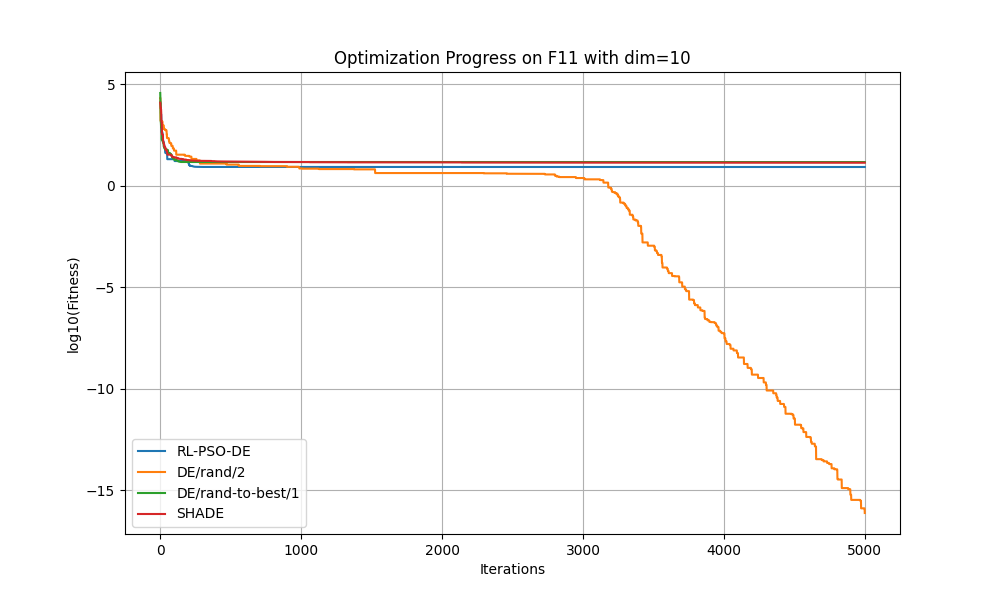 Optimization Progress on F11 with dim=10
log10(Fitness)
5
0
−5
−10
−15
RL-PSO-DE
DE/rand/2
DE/rand-to-best/1
SHADE
0 1000 2000 3000 4000 5000
Iterations